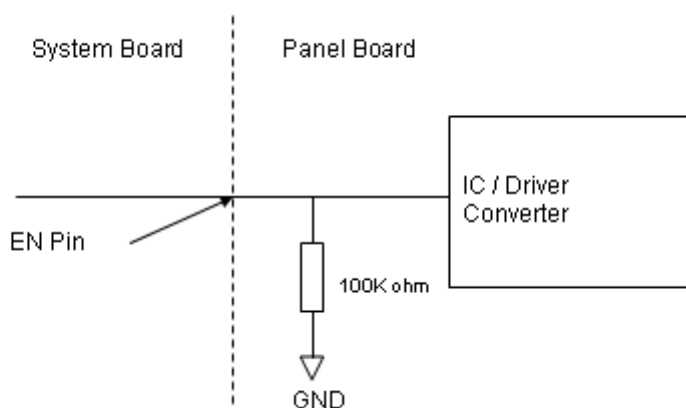 System Board
Panel Board
IC / Driver
Converter
EN Pin
100K ohm
GND